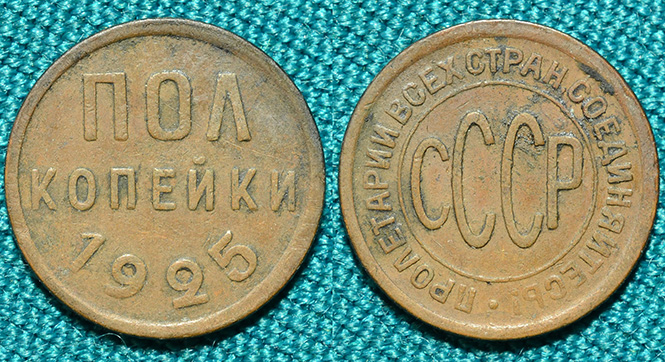 ПОЛ
КОПЕЙКИ
1925
ПРОЛЕТАРИИ ВСЕХ СТРАН СОЕДИНЯЙТЕСЬ ·
СССР